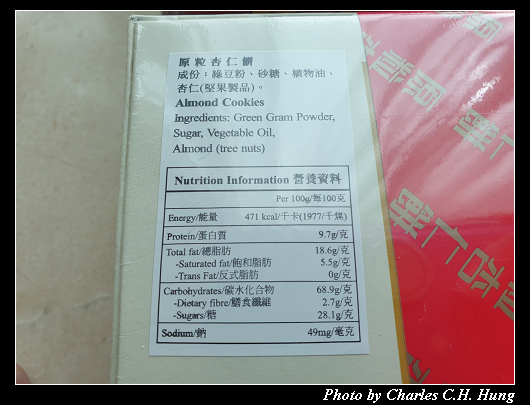 原粒杏仁餅
成份：綠豆粉、砂糖、植物油、
杏仁(堅果製品)。
Almond Cookies
Ingredients: Green Gram Powder,
Sugar, Vegetable Oil,
Almond (tree nuts)
Nutrition Information 營養資料
Per 100g/每100克
Energy/能量 471 kcal/千卡(1977/千焦)
Protein/蛋白質 9.7g/克
Total fat/總脂肪 18.6g/克
-Saturated fat/飽和脂肪 5.5g/克
-Trans Fat/反式脂肪 0g/克
Carbohydrates/碳水化合物 68.9g/克
-Dietary fibre/膳食纖維 2.7g/克
-Sugars/糖 28.1g/克
Sodium/鈉 49mg/毫克
Photo by Charles C.H. Hung